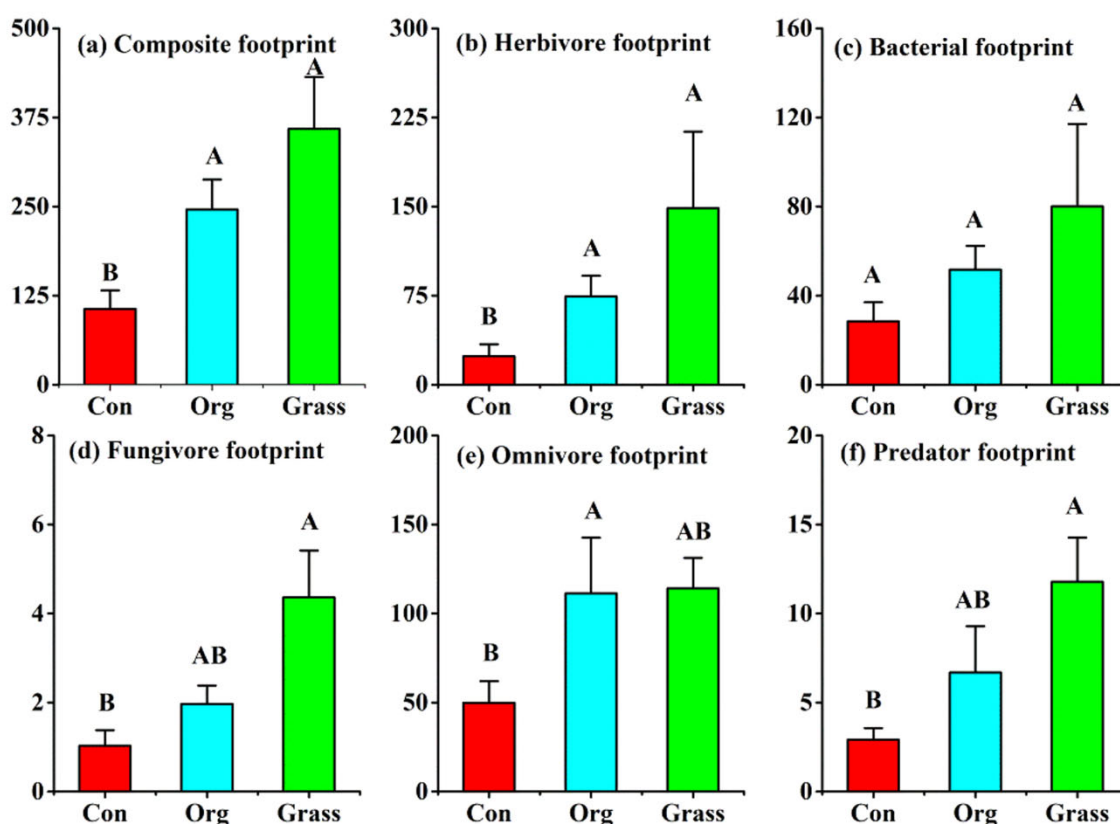 (a) Composite footprint
500
375
250
125
0
B
A
A
Con
Org
Grass
(b) Herbivore footprint
300
225
150
75
0
B
A
A
Con
Org
Grass
(c) Bacterial footprint
160
120
80
40
0
A
A
A
Con
Org
Grass
(d) Fungivore footprint
8
6
4
2
0
B
AB
A
Con
Org
Grass
(e) Omnivore footprint
200
150
100
50
0
B
A
AB
Con
Org
Grass
(f) Predator footprint
20
15
10
5
0
B
AB
A
Con
Org
Grass